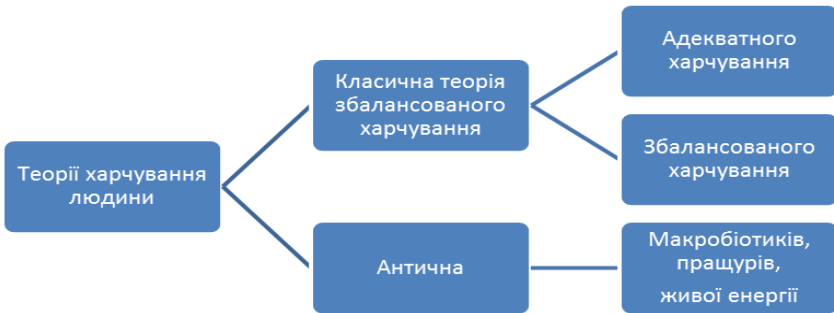 Теорії харчування
людини
Класична теорія
збалансованого
харчування
Антична
Адекватного
харчування
Збалансованого
харчування
Макробіотиків,
пращурів,
живої енергії